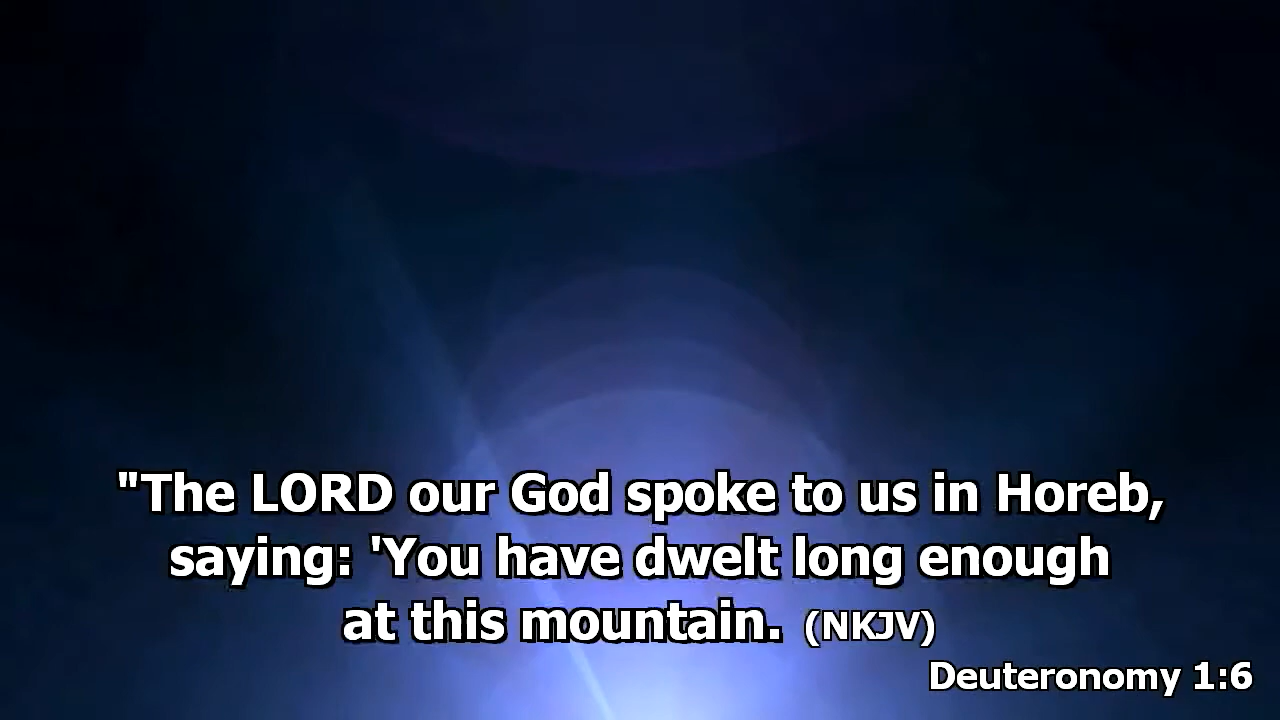 "The LORD our God spoke to us in Horeb,
saying: 'You have dwelt long enough
at this mountain. (NKJV)
Deuteronomy 1:6